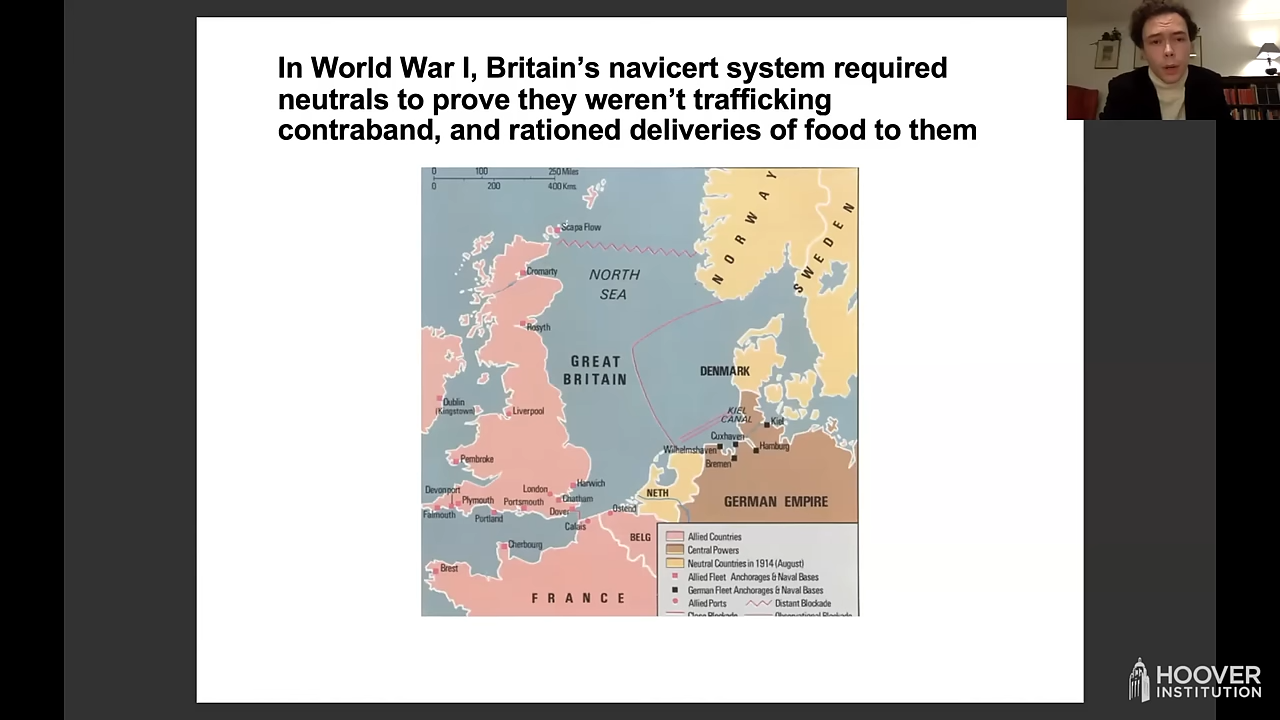 In World War I, Britain’s navicert system required
neutrals to prove they weren’t trafficking
contraband, and rationed deliveries of food to them
0 100 250 Miles
0 200 400 Kms.
Scapa Flow
NORWAY
SWEDEN
Cromarty
NORTH
SEA
Rosyth
GREAT
BRITAIN
DENMARK
Dublin
(Kingstown)
Liverpool
KIEL
CANAL
Kiel
Cuxhaven
Wilhelmshaven
Hamburg
Bremen
Pembroke
Devonport
Plymouth
Falmouth
Portland
Portsmouth
London
Harwich
Chatham
Dover
Calais
Ostend
NETH
GERMAN EMPIRE
BELG
Cherbourg
Brest
FRANCE
Allied Countries
Central Powers
Neutral Countries in 1914 (August)
Allied Fleet Anchorages & Naval Bases
German Fleet Anchorages & Naval Bases
Allied Ports Distant Blockade
Close Blockade Observational Blockade
HOOVER
INSTITUTION